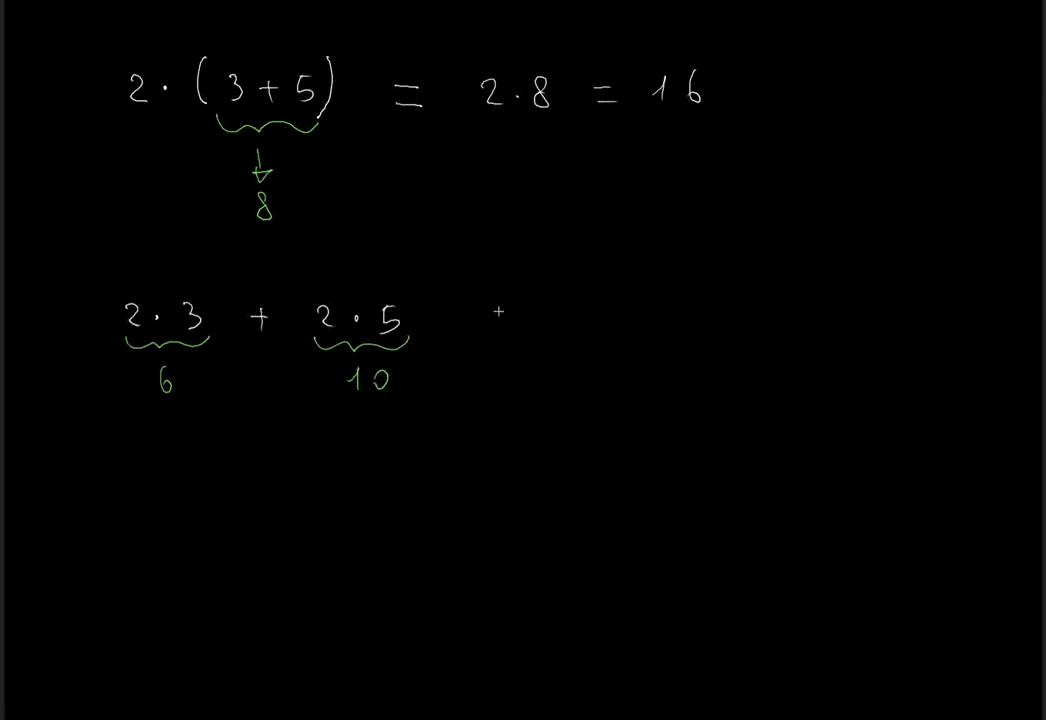 2 · (3 + 5) = 2 · 8 = 16
8
2 · 3 + 2 · 5
6 10